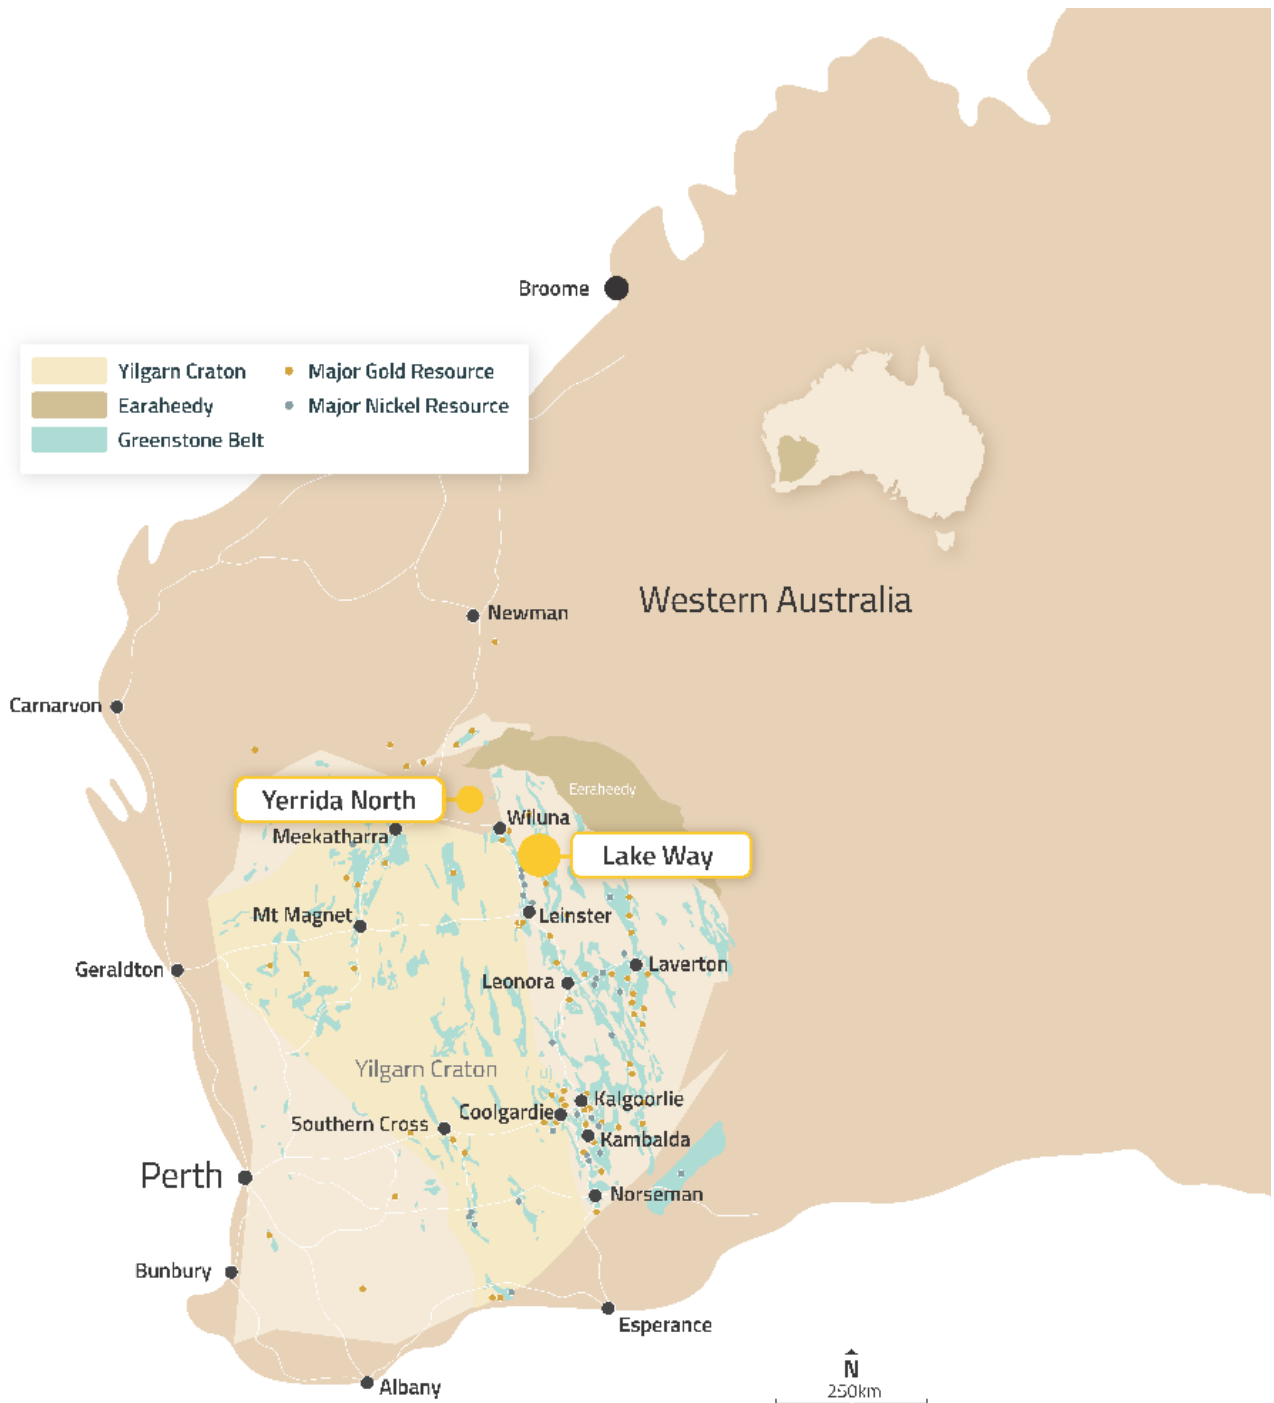 Broome
Yilgarn Craton
Major Gold Resource
Earaheedy
Major Nickel Resource
Greenstone Belt
Western Australia
Newman
Carnarvon
Eeraheedy
Yerrida North
Wiluna
Meekatharra
Lake Way
Mt Magnet
Leinster
Geraldton
Laverton
Leonora
Yilgarn Craton
Kalgoorlie
Coolgardie
Southern Cross
Kambalda
Perth
Norseman
Bunbury
Esperance
N
250km
Albany